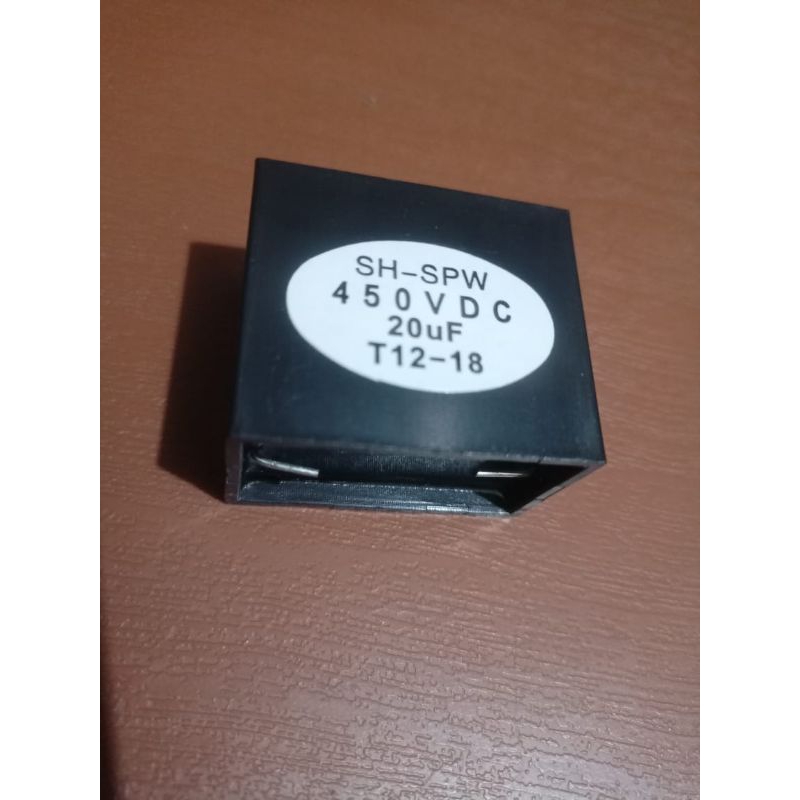 SH-SPW
450VDC
20uF
T12-18